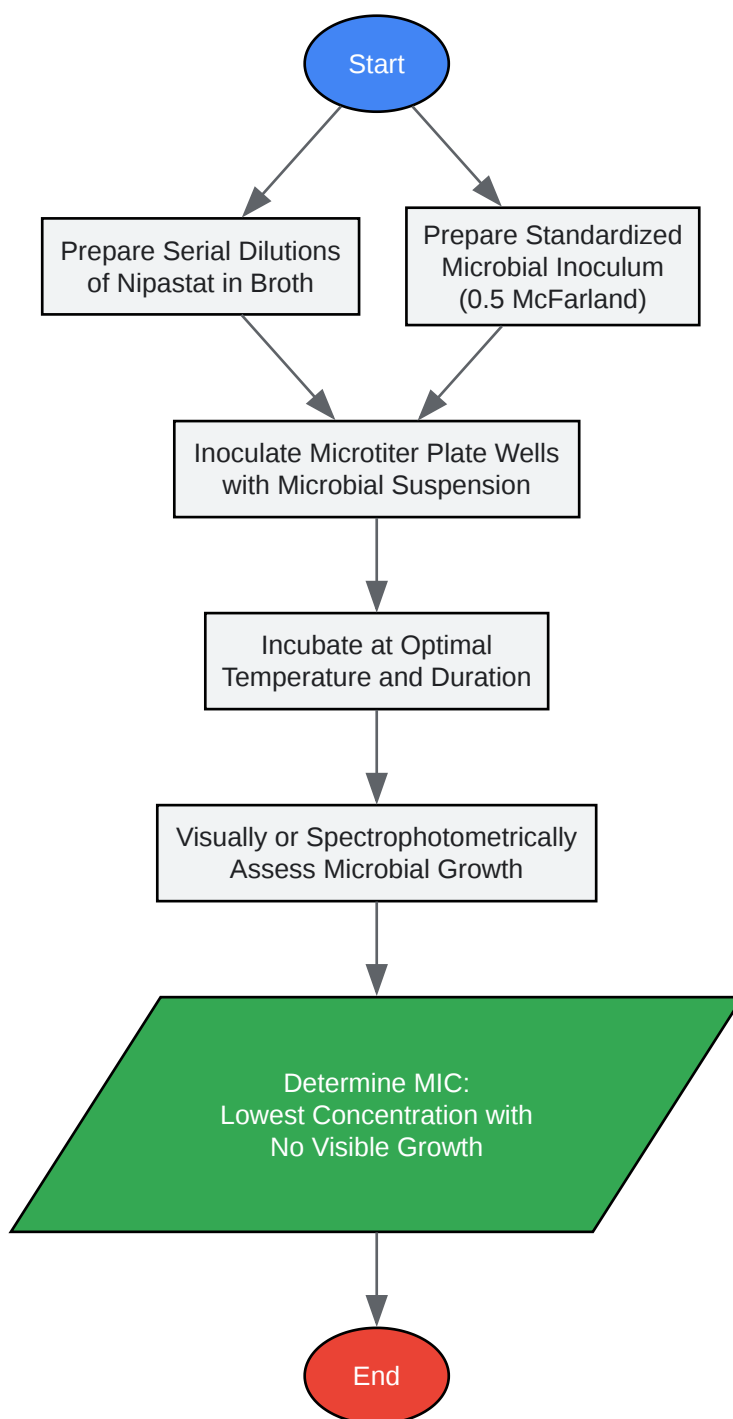 Start
Prepare Serial Dilutions
of Nipastat in Broth
Prepare Standardized
Microbial Inoculum
(0.5 McFarland)
Inoculate Microtiter Plate Wells
with Microbial Suspension
Incubate at Optimal
Temperature and Duration
Visually or Spectrophotometrically
Assess Microbial Growth
Determine MIC:
Lowest Concentration with
No Visible Growth
End